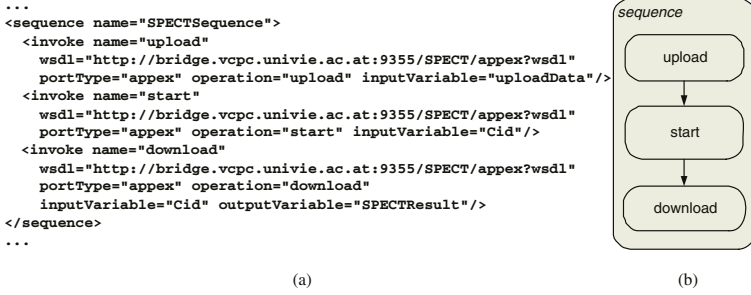 ...
<sequence name="SPECTSequence">
<invoke name="upload"
wsdl="http://bridge.vcpc.univie.ac.at:9355/SPECT/appex?wsdl"
portType="appex" operation="upload" inputVariable="uploadData"/>
<invoke name="start"
wsdl="http://bridge.vcpc.univie.ac.at:9355/SPECT/appex?wsdl"
portType="appex" operation="start" inputVariable="Cid"/>
<invoke name="download"
wsdl="http://bridge.vcpc.univie.ac.at:9355/SPECT/appex?wsdl"
portType="appex" operation="download"
inputVariable="Cid" outputVariable="SPECTResult"/>
</sequence>
...
(a)
sequence
upload
start
download
(b)